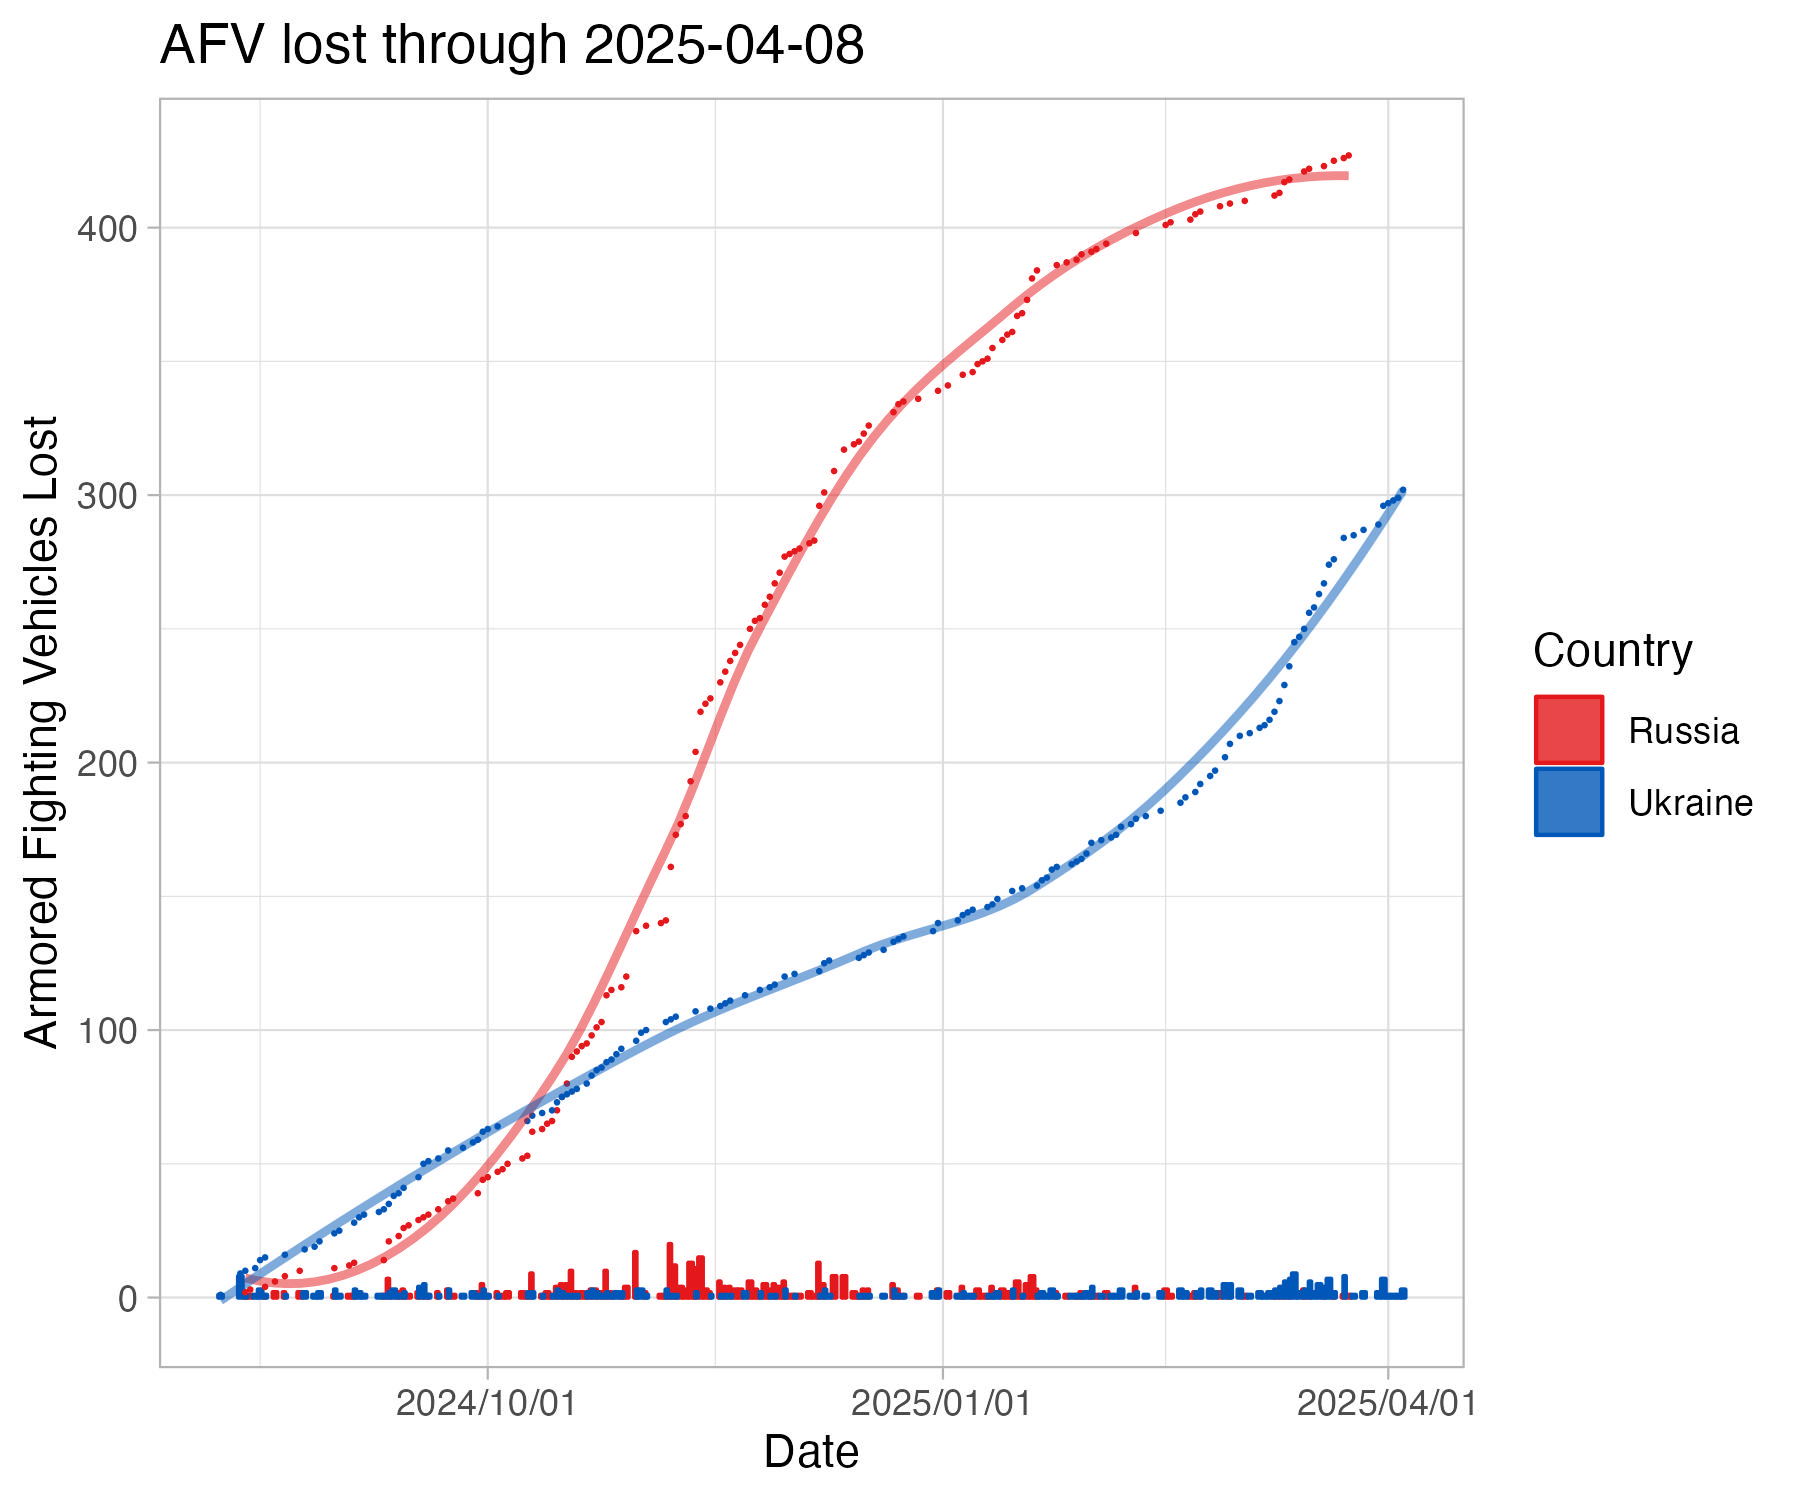 AFV lost through 2025-04-08
Armored Fighting Vehicles Lost
400
300
200
100
0
2024/10/01
2025/01/01
2025/04/01
Date
Country
Russia
Ukraine